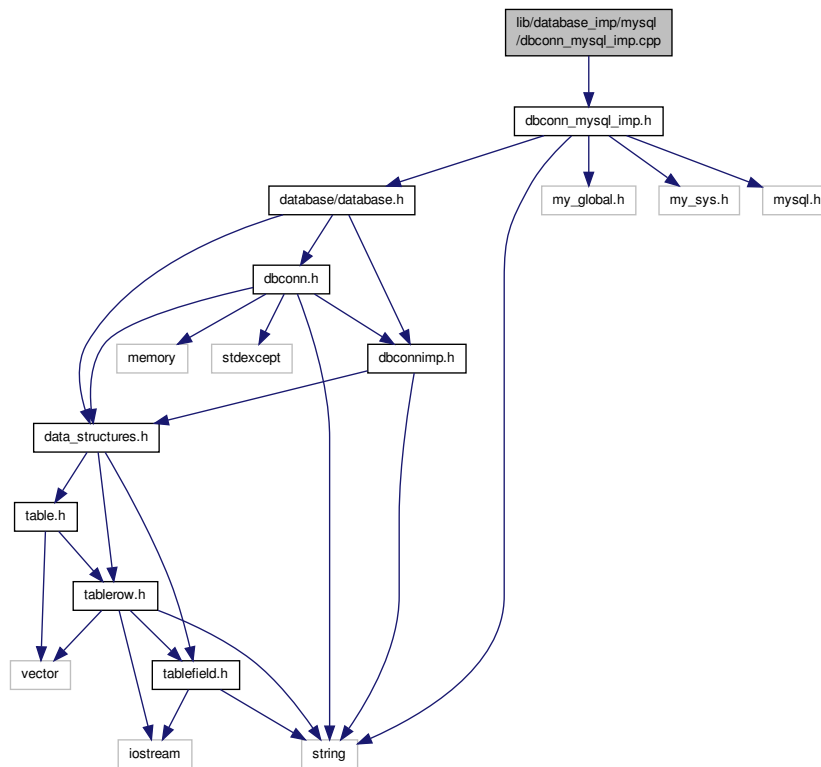 lib/database_imp/mysql
/dbconn_mysql_imp.cpp
dbconn_mysql_imp.h
database/database.h
my_global.h
my_sys.h
mysql.h
dbconn.h
memory
stdexcept
dbconnimp.h
data_structures.h
table.h
tablerow.h
vector
tablefield.h
iostream
string